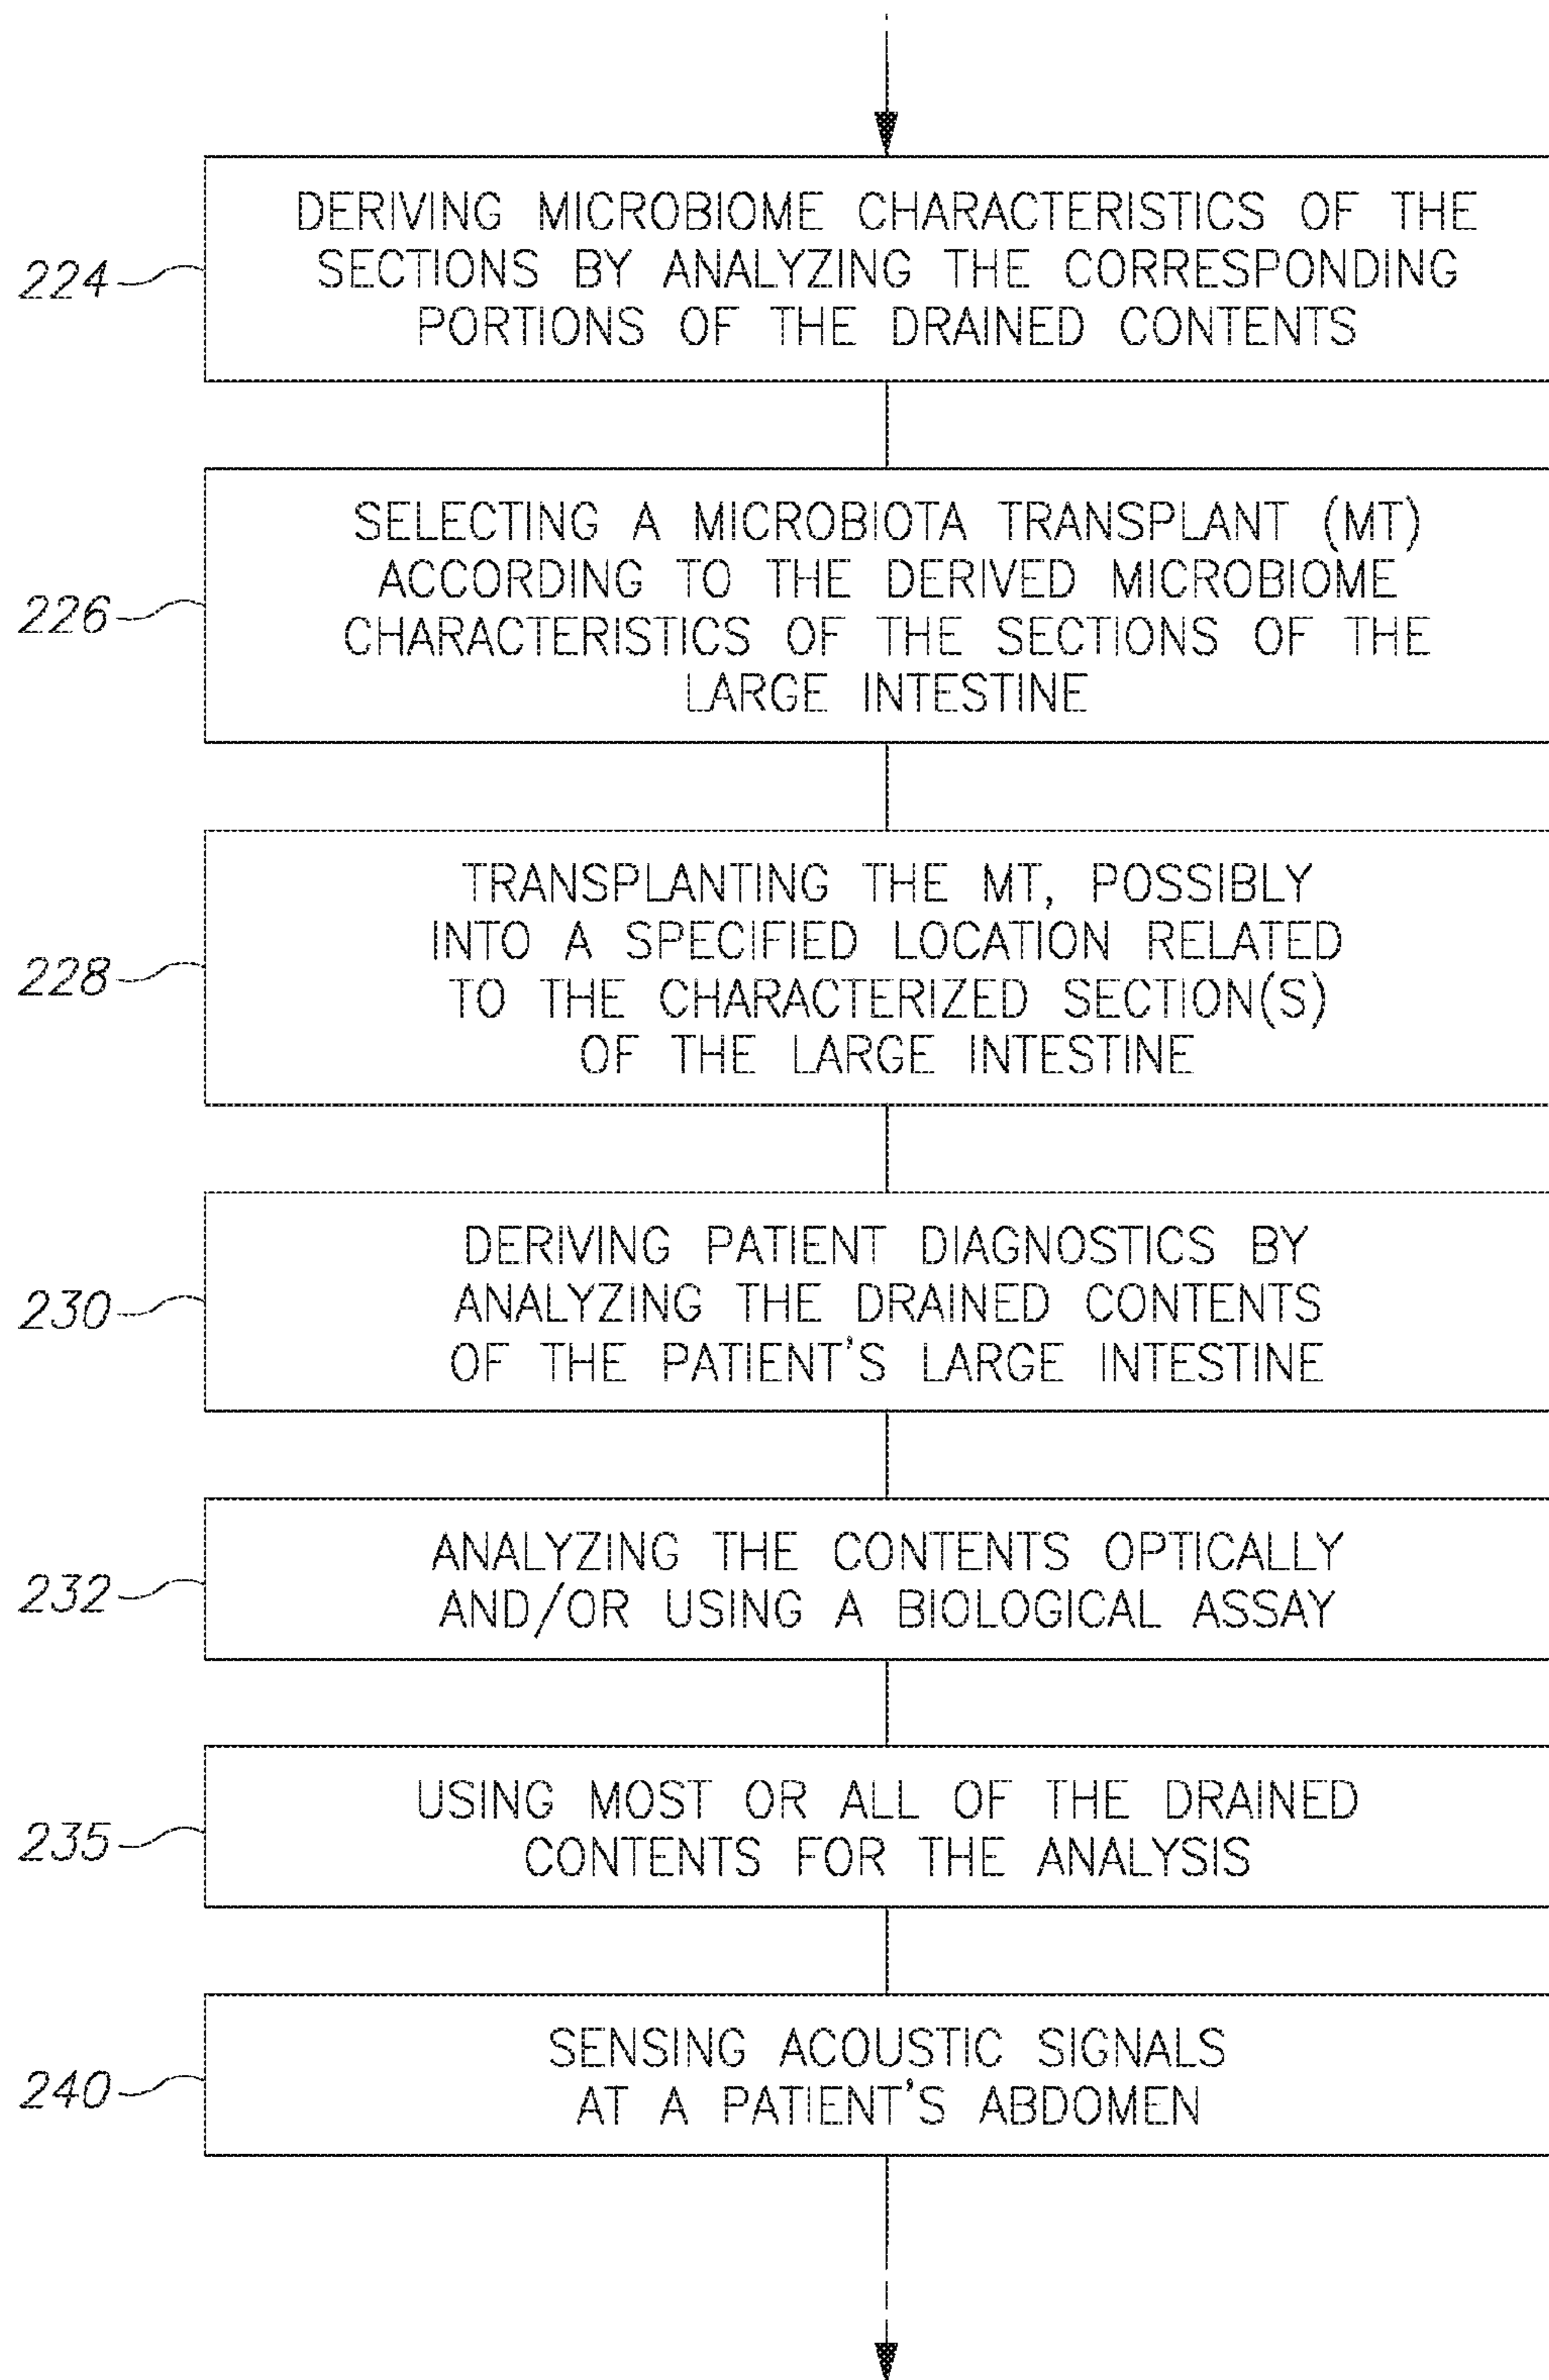 224
DERIVING MICROBIOME CHARACTERISTICS OF THE
SECTIONS BY ANALYZING THE CORRESPONDING
PORTIONS OF THE DRAINED CONTENTS
226
SELECTING A MICROBIOTA TRANSPLANT (MT)
ACCORDING TO THE DERIVED MICROBIOME
CHARACTERISTICS OF THE SECTIONS OF THE
LARGE INTESTINE
228
TRANSPLANTING THE MT, POSSIBLY
INTO A SPECIFIED LOCATION RELATED
TO THE CHARACTERIZED SECTION(S)
OF THE LARGE INTESTINE
230
DERIVING PATIENT DIAGNOSTICS BY
ANALYZING THE DRAINED CONTENTS
OF THE PATIENT'S LARGE INTESTINE
232
ANALYZING THE CONTENTS OPTICALLY
AND/OR USING A BIOLOGICAL ASSAY
235
USING MOST OR ALL OF THE DRAINED
CONTENTS FOR THE ANALYSIS
240
SENSING ACOUSTIC SIGNALS
AT A PATIENT'S ABDOMEN